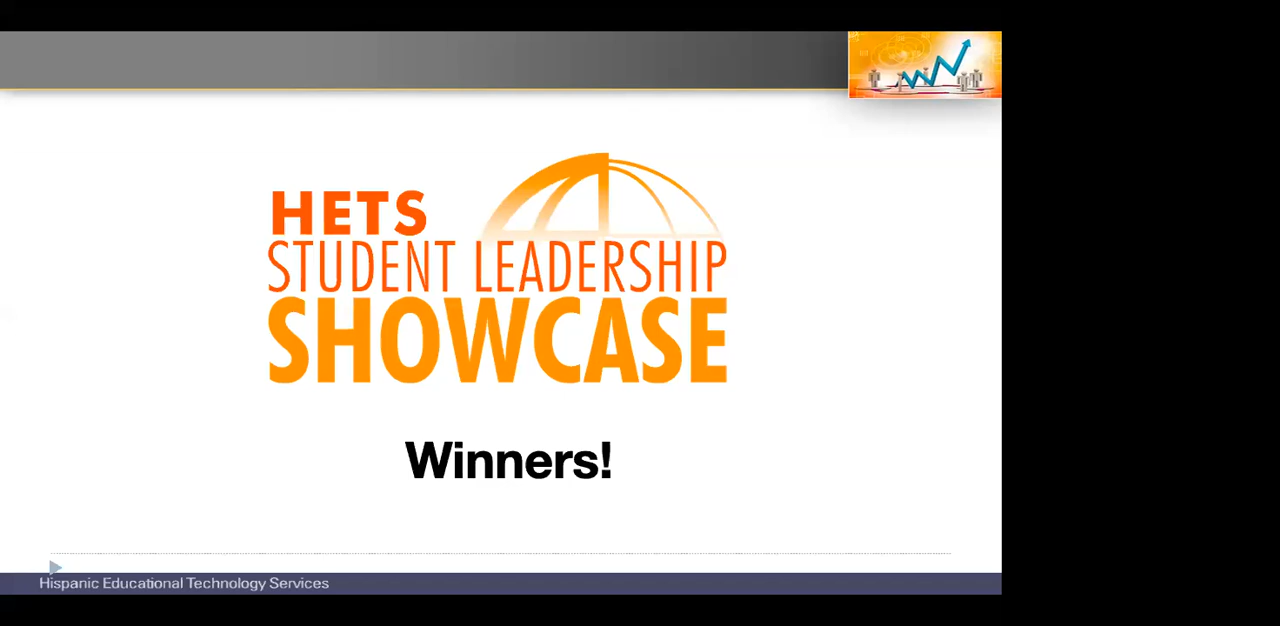 HETS
STUDENT LEADERSHIP
SHOWCASE
Winners!
Hispanic Educational Technology Services